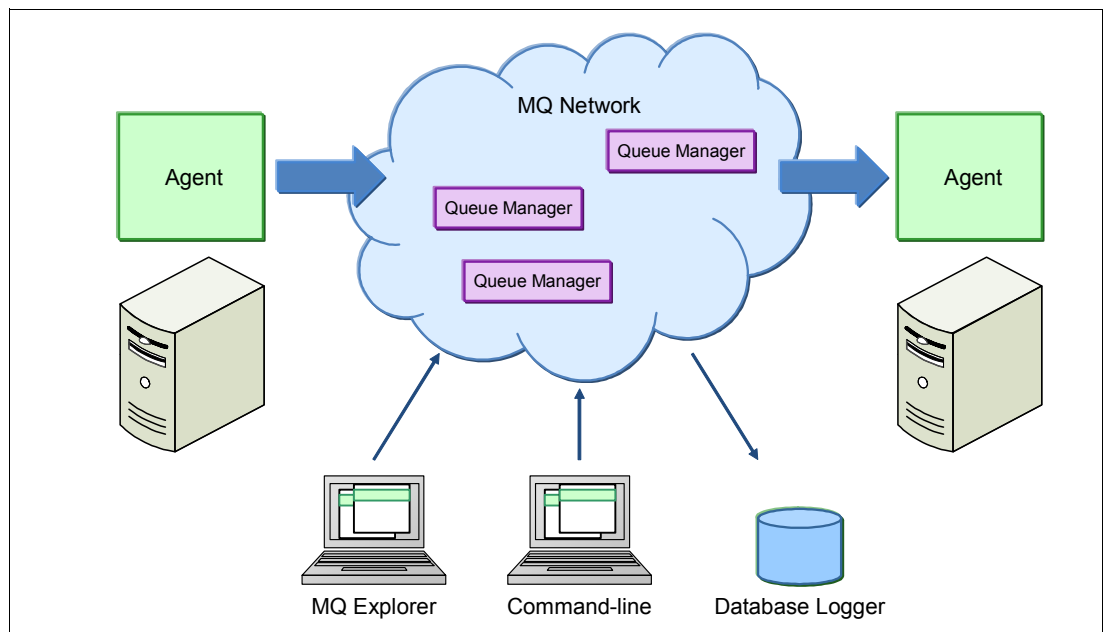 MQ Network
Queue Manager
Agent
Agent
Queue Manager
Queue Manager
MQ Explorer
Command-line
Database Logger